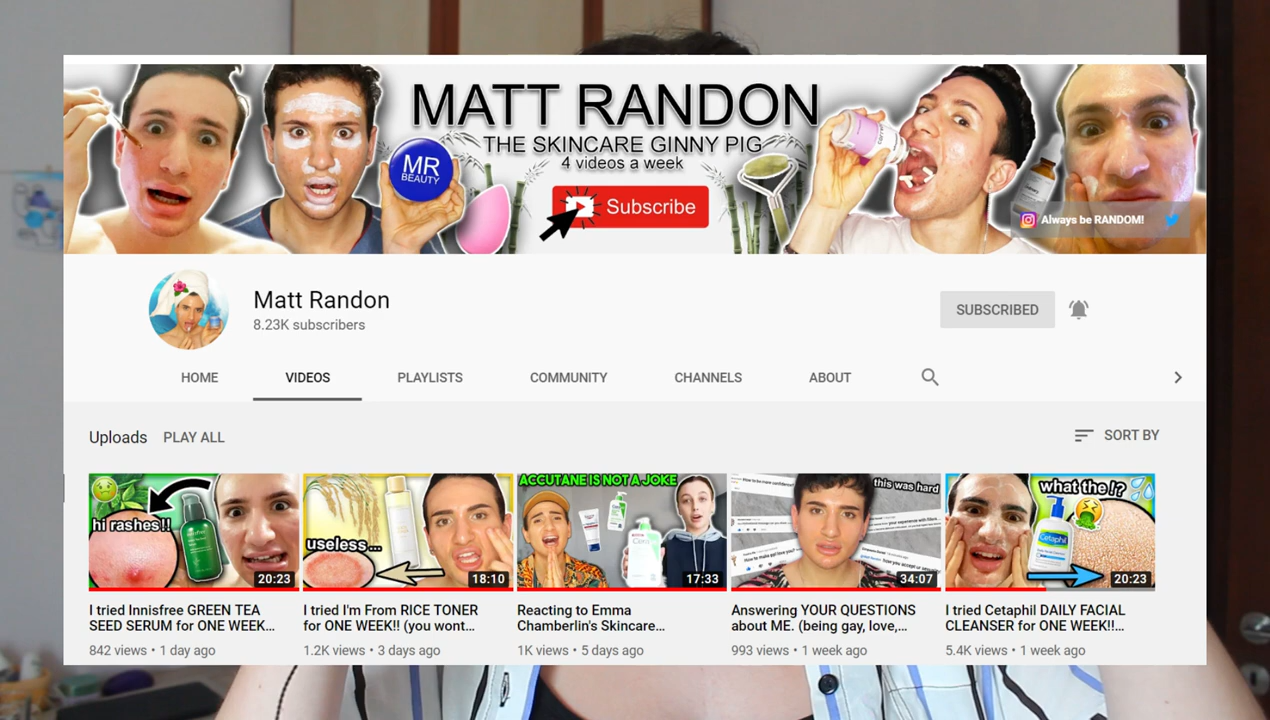 MATT RANDON
THE SKINCARE GINNY PIG
4 videos a week
MR
BEAUTY
Subscribe
Always be RANDOM!
Matt Randon
8.23K subscribers
SUBSCRIBED
HOME
VIDEOS
PLAYLISTS
COMMUNITY
CHANNELS
ABOUT
Uploads
PLAY ALL
SORT BY
hi rashes!!
20:23
useless...
18:10
ACCUTANE IS NOT A JOKE
17:33
this was hard
34:07
what the!?
Cetaphil
20:23
I tried Innisfree GREEN TEA
SEED SERUM for ONE WEEK...
842 views • 1 day ago
I tried I'm From RICE TONER
for ONE WEEK!! (you wont...
1.2K views • 3 days ago
Reacting to Emma
Chamberlin's Skincare...
1K views • 5 days ago
Answering YOUR QUESTIONS
about ME. (being gay, love,...
993 views • 1 week ago
I tried Cetaphil DAILY FACIAL
CLEANSER for ONE WEEK!!...
5.4K views • 1 week ago